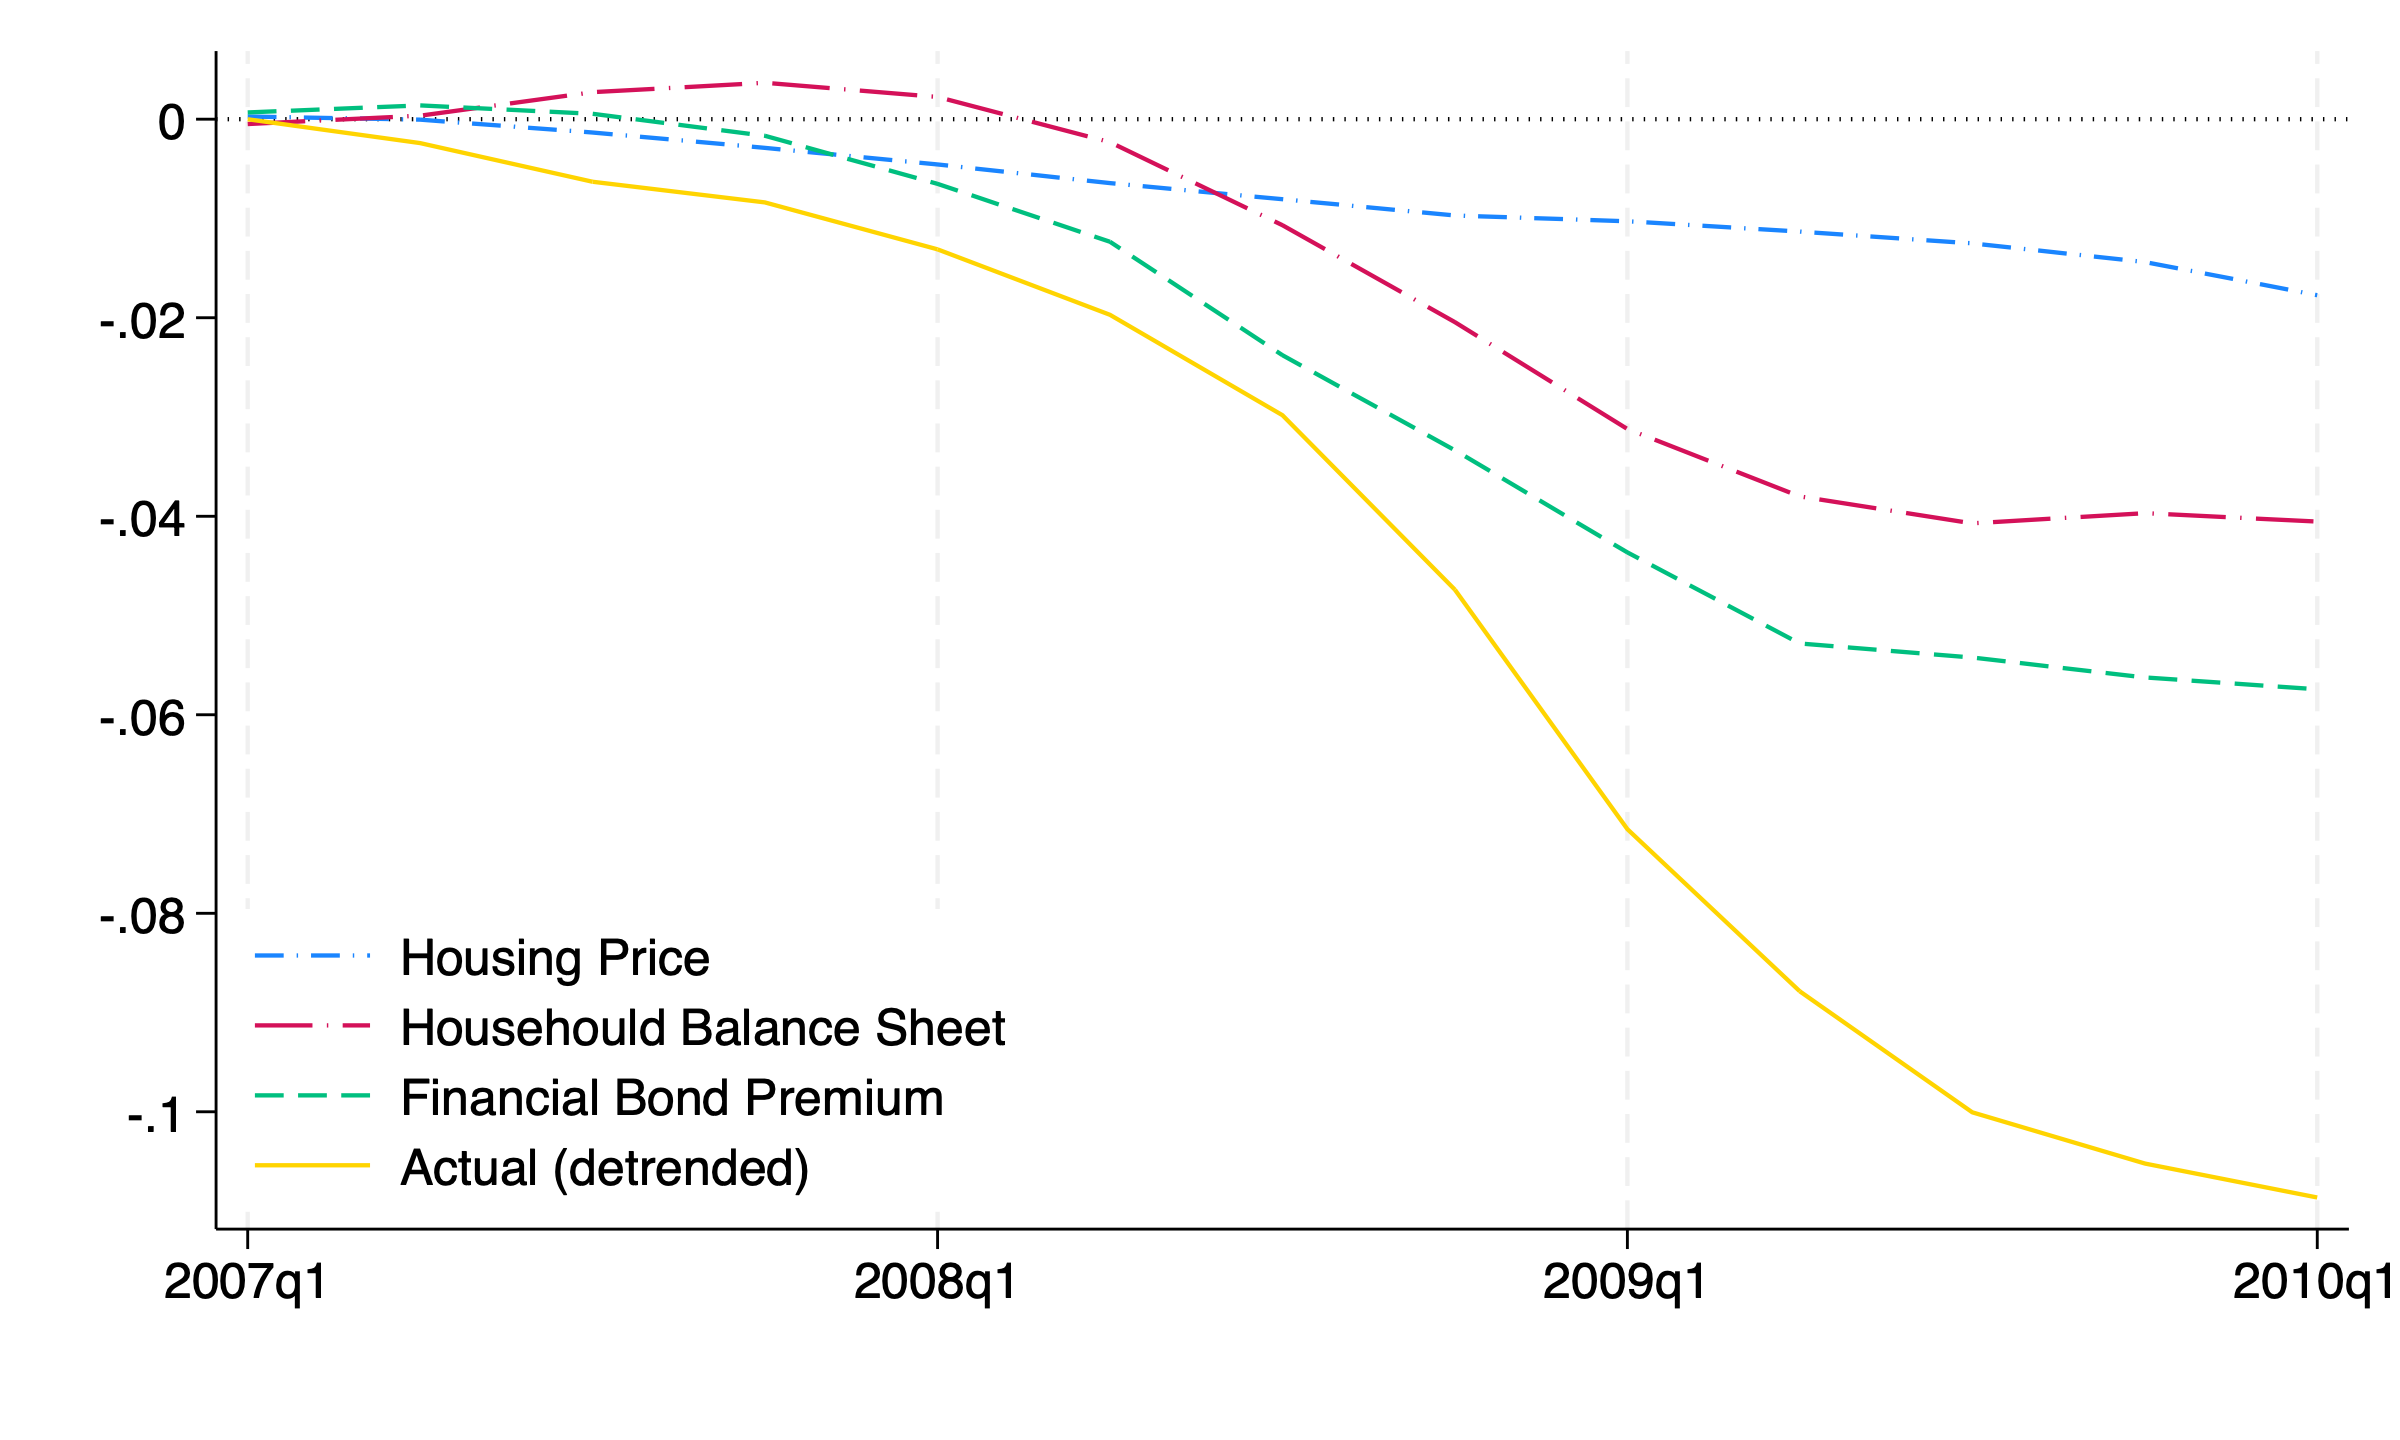 0
-.02
-.04
-.06
-.08
-.1
Housing Price
Househould Balance Sheet
Financial Bond Premium
Actual (detrended)
2007q1 2008q1 2009q1 2010q1